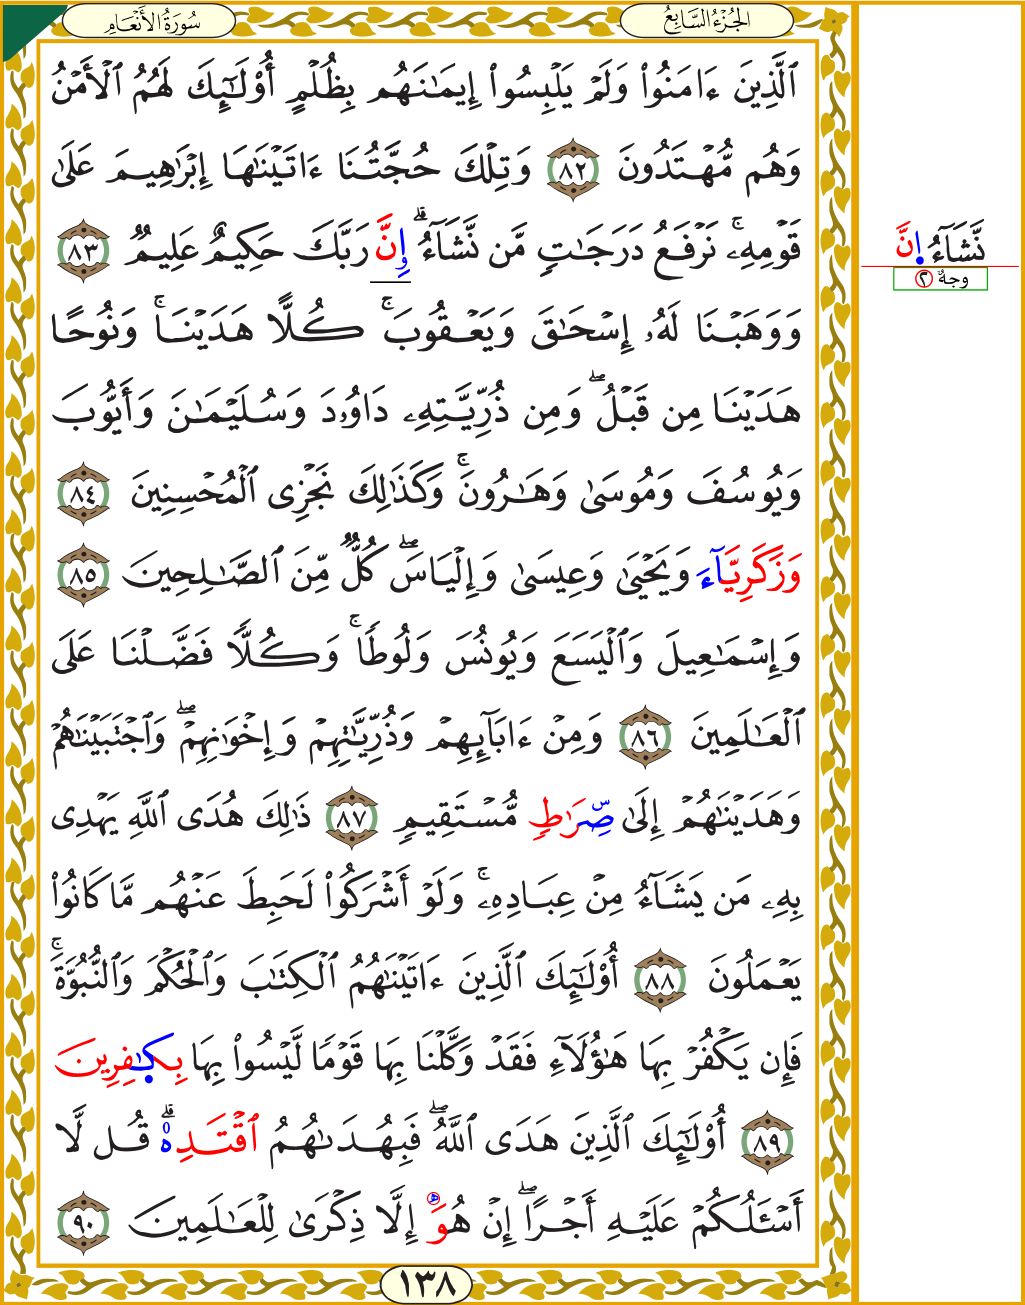 سُورَةُ الأَنْعَامِ
الجُزْءُ السَّابِعُ
ٱلَّذِينَ ءَامَنُواْ وَلَمْ يَلْبِسُواْ إِيمَٰنَهُم بِظُلْمٍ أُوْلَٰٓئِكَ لَهُمُ ٱلْأَمْنُ
وَهُم مُّهْتَدُونَ ٨٢ وَتِلْكَ حُجَّتُنَا ءَاتَيْنَٰهَا إِبْرَٰهِيمَ عَلَىٰ
قَوْمِهِۦۚ نَرْفَعُ دَرَجَٰتِ مَّن نَّشَآءُۗ إِنَّ رَبَّكَ حَكِيمٌ عَلِيمٌ ٨٣
نَّشَآءُ إِنَّ
وجه ٢
وَوَهَبْنَا لَهُۥ إِسْحَٰقَ وَيَعْقُوبَۚ كُلًّا هَدَيْنَاۚ وَنُوحًا
هَدَيْنَا مِن قَبْلُۖ وَمِن ذُرِّيَّتِهِۦ دَاوُۥدَ وَسُلَيْمَٰنَ وَأَيُّوبَ
وَيُوسُفَ وَمُوسَىٰ وَهَٰرُونَۚ وَكَذَٰلِكَ نَجْزِى ٱلْمُحْسِنِينَ ٨٤
وَزَكَرِيَّآءَ وَيَحْيَىٰ وَعِيسَىٰ وَإِلْيَاسَۖ كُلٌّ مِّنَ ٱلصَّٰلِحِينَ ٨٥
وَإِسْمَٰعِيلَ وَٱلْيَسَعَ وَيُونُسَ وَلُوطًاۚ وَكُلًّا فَضَّلْنَا عَلَى
ٱلْعَٰلَمِينَ ٨٦ وَمِنْ ءَابَآئِهِمْ وَذُرِّيَّٰتِهِمْ وَإِخْوَٰنِهِمْۖ وَٱجْتَبَيْنَٰهُمْ
وَهَدَيْنَٰهُمْ إِلَىٰ صِّرَٰطٍ مُّسْتَقِيمٍ ٨٧ ذَٰلِكَ هُدَى ٱللَّهِ يَهْدِى
بِهِۦ مَن يَشَآءُ مِنْ عِبَادِهِۦۚ وَلَوْ أَشْرَكُواْ لَحَبِطَ عَنْهُم مَّا كَانُواْ
يَعْمَلُونَ ٨٨ أُوْلَٰٓئِكَ ٱلَّذِينَ ءَاتَيْنَٰهُمُ ٱلْكِتَٰبَ وَٱلْحُكْمَ وَٱلنُّبُوَّةَۚ
فَإِن يَكْفُرْ بِهَا هَٰٓؤُلَآءِ فَقَدْ وَكَّلْنَا بِهَا قَوْمًا لَّيْسُواْ بِهَا بِكَٰفِرِينَ
٨٩ أُوْلَٰٓئِكَ ٱلَّذِينَ هَدَى ٱللَّهُۖ فَبِهُدَىٰهُمُ ٱقْتَدِهْۗ قُل لَّا
أَسْـَٔلُكُمْ عَلَيْهِ أَجْرًاۖ إِنْ هُوَ إِلَّا ذِكْرَىٰ لِلْعَٰلَمِينَ ٩٠
١٣٨